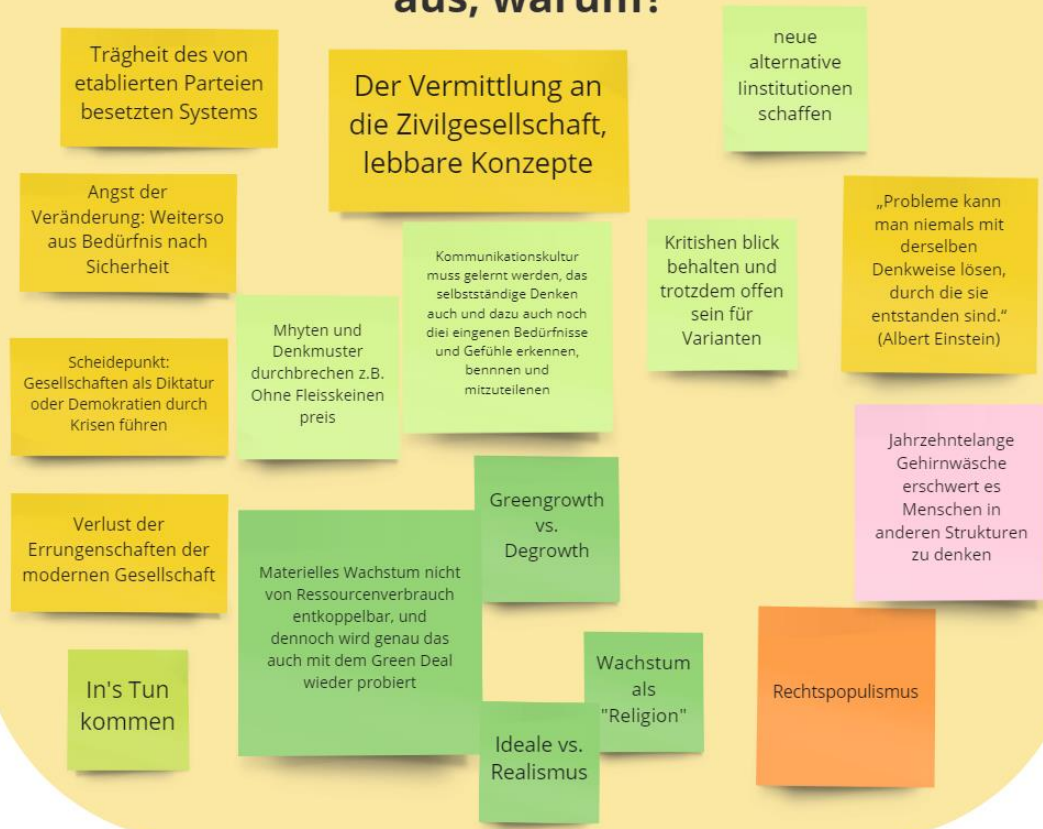 aus, warum?
Trägheit des von
etablierten Parteien
besetzten Systems
Der Vermittlung an
die Zivilgesellschaft,
lebbare Konzepte
neue
alternative
Iinstitutionen
schaffen
Angst der
Veränderung: Weiterso
aus Bedürfnis nach
Sicherheit
Kommunikationskultur
muss gelernt werden, das
selbstständige Denken
auch und dazu auch noch
diei eingenen Bedürfnisse
und Gefühle erkennen,
bennnen und
mitzuteilenen
Kritishen blick
behalten und
trotzdem offen
sein für
Varianten
„Probleme kann
man niemals mit
derselben
Denkweise lösen,
durch die sie
entstanden sind.“
(Albert Einstein)
Scheidepunkt:
Gesellschaften als Diktatur
oder Demokratien durch
Krisen führen
Mhyten und
Denkmuster
durchbrechen z.B.
Ohne Fleisskeinen
preis
Jahrzehntelange
Gehirnwäsche
erschwert es
Menschen in
anderen Strukturen
zu denken
Verlust der
Errungenschaften der
modernen Gesellschaft
Materielles Wachstum nicht
von Ressourcenverbrauch
entkoppelbar, und
dennoch wird genau das
auch mit dem Green Deal
wieder probiert
Greengrowth
vs.
Degrowth
In's Tun
kommen
Wachstum
als
"Religion"
Ideale vs.
Realismus
Rechtspopulismus